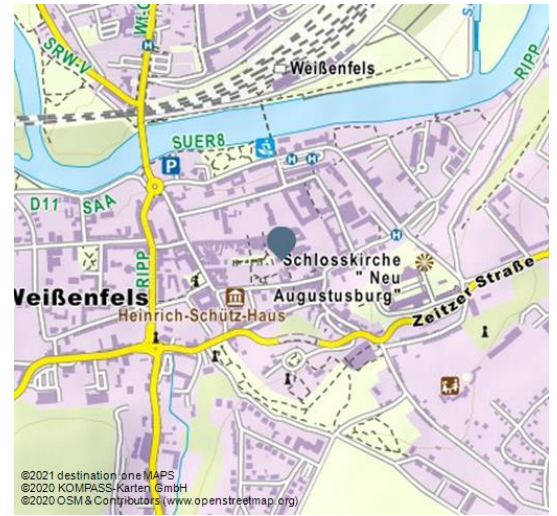 Wf-C
SRW-V
H
Weißenfels
S
RIPP
SUER8
P
H H
D11 SAA
H
RIPP
Schlosskirche
" Neu
Augustusburg"
Zeitzer Straße
Weißenfels
Heinrich-Schütz-Haus
©2021 destination.one MAPS
©2020 KOMPASS-Karten GmbH
©2020 OSM & Contributors (www.openstreetmap.org)